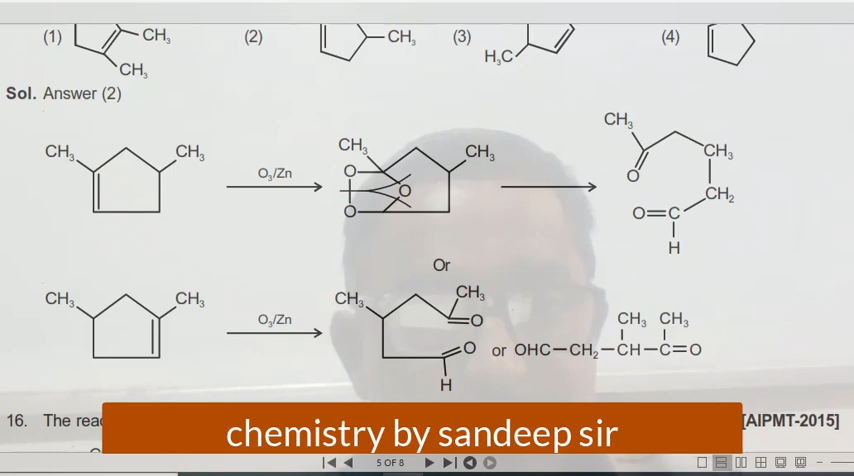 (1) CH3 (2) CH3 (3) (4)
H3C
CH3
Sol. Answer (2)
CH3 CH3 O3/Zn CH3 CH3 CH3
O O O CH3
O CH2
O=C
H
Or
CH3 CH3 O3/Zn CH3 CH3 CH3 CH3
O
O or OHC–CH2–CH–C=O
H
16. The rea [AIPMT-2015]
chemistry by sandeep sir
5 OF 8